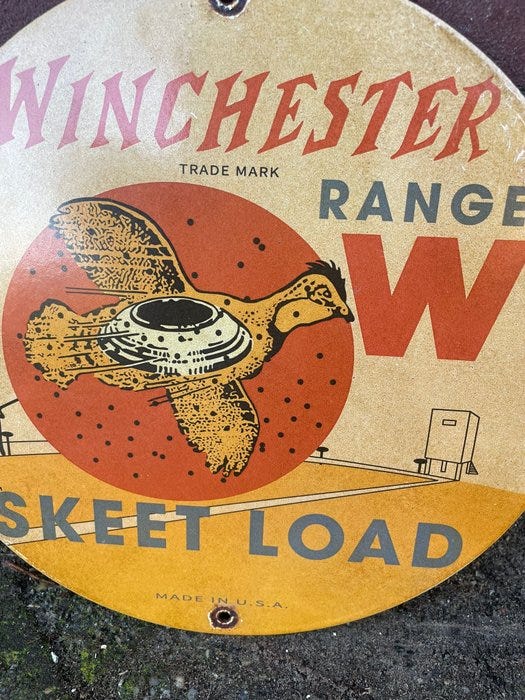 WINCHESTER
TRADE MARK
RANGE
W
SKEET LOAD
MADE IN U.S.A.